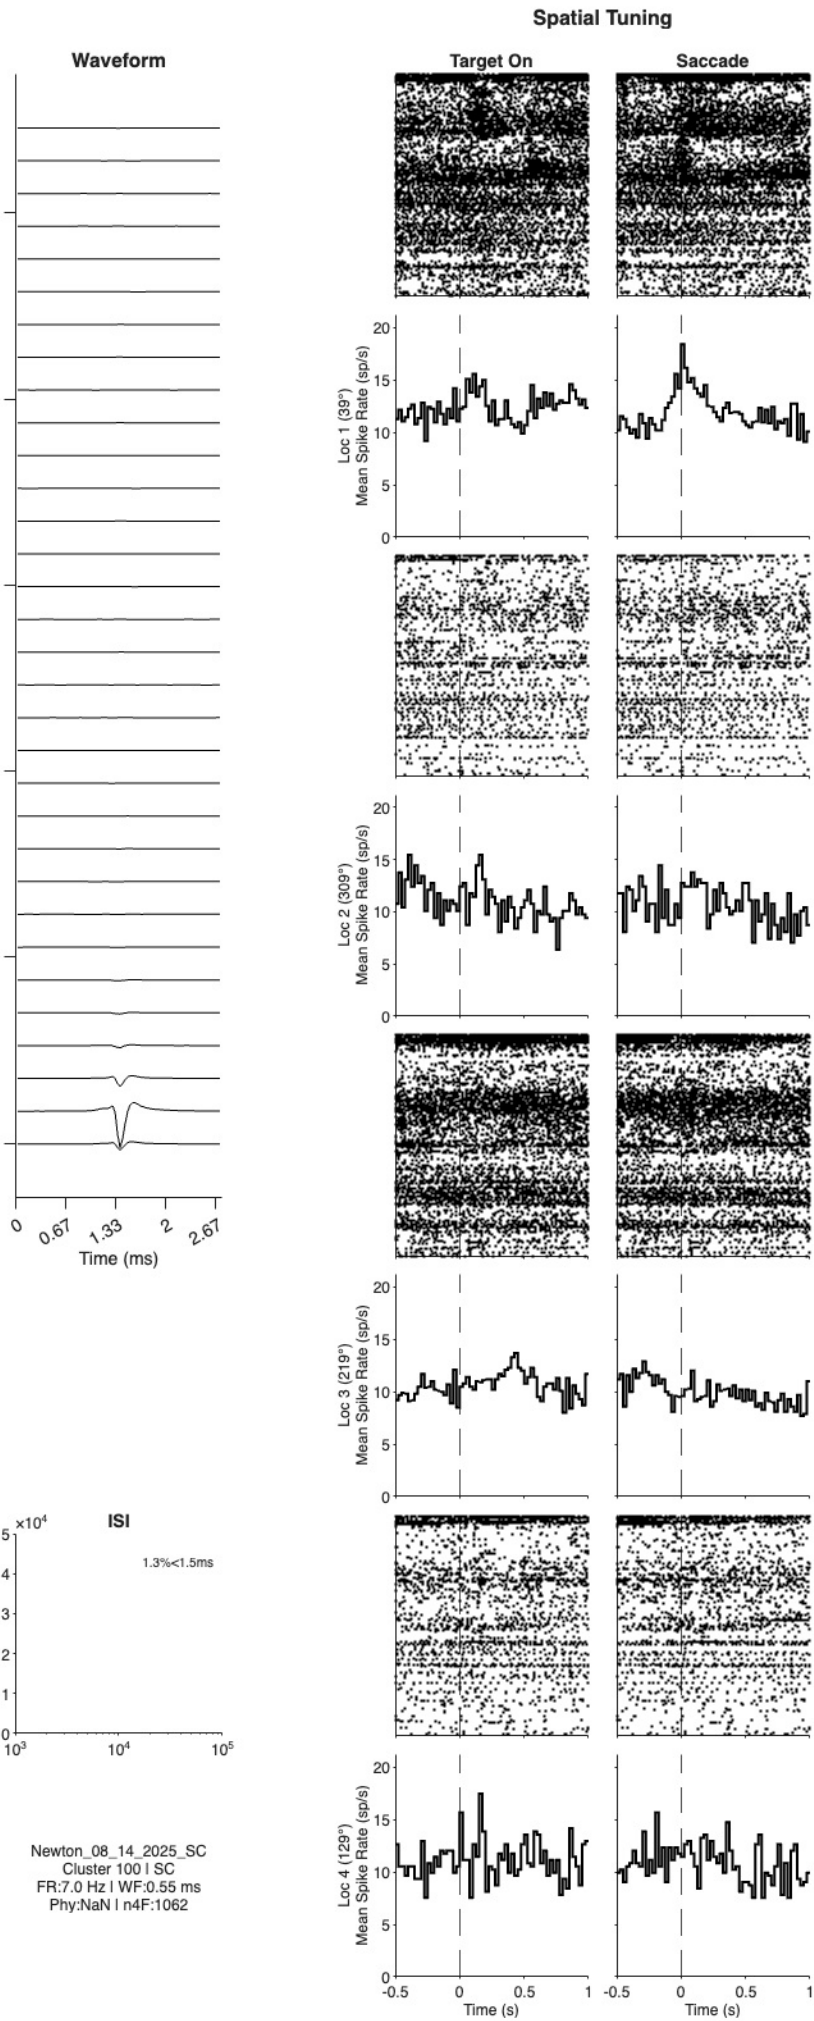 Spatial Tuning
Waveform
Target On
Saccade
0
0.67
1.33
2
2.67
Time (ms)
20
15
10
5
0
Loc 1 (39°)
Mean Spike Rate (sp/s)
20
15
10
5
0
Loc 2 (309°)
Mean Spike Rate (sp/s)
20
15
10
5
0
Loc 3 (219°)
Mean Spike Rate (sp/s)
×10⁴
ISI
1.3%<1.5ms
5
4
3
2
1
0
10³
10⁴
10⁵
Newton_08_14_2025_SC
Cluster 100 | SC
FR:7.0 Hz | WF:0.55 ms
Phy:NaN | n4F:1062
20
15
10
5
0
Loc 4 (129°)
Mean Spike Rate (sp/s)
-0.5 0 0.5 1
Time (s)
-0.5 0 0.5 1
Time (s)